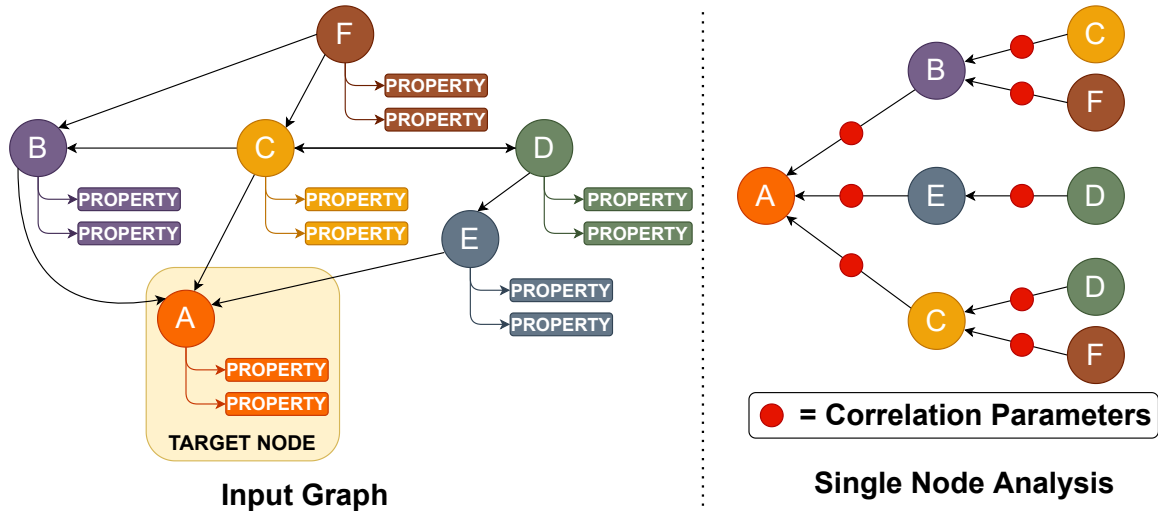 F
PROPERTY
PROPERTY
B
C
D
PROPERTY
PROPERTY
PROPERTY
PROPERTY
PROPERTY
PROPERTY
E
PROPERTY
PROPERTY
A
PROPERTY
PROPERTY
TARGET NODE
Input Graph
C
B
F
A
E
D
D
C
F
= Correlation Parameters
Single Node Analysis